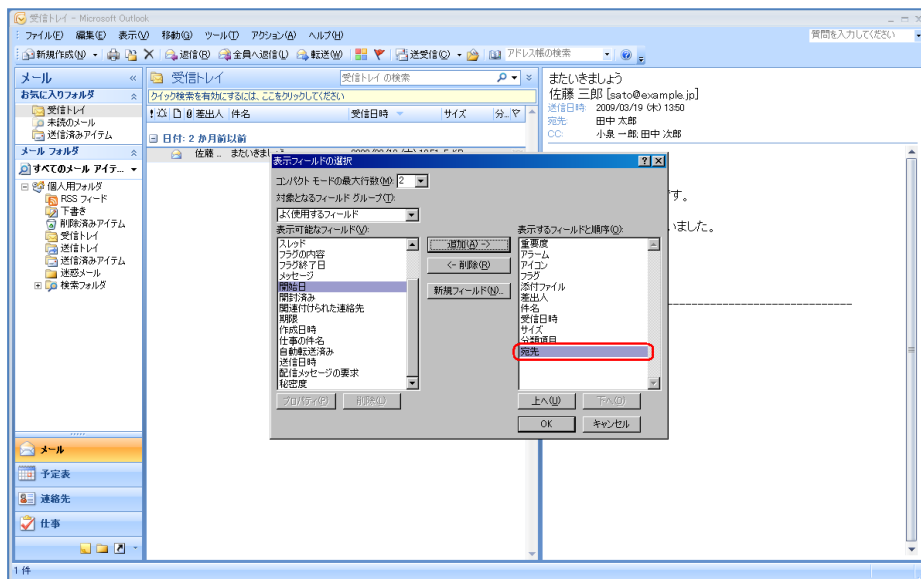 受信トレイ - Microsoft Outlook
ファイル(F) 編集(E) 表示(V) 移動(G) ツール(T) アクション(A) ヘルプ(H) 質問を入力してください
新規作成(N) 返信(R) 全員へ返信(L) 転送(W) 送受信(C) アドレス帳の検索
メール «
お気に入りフォルダ
受信トレイ
未読のメール
送信済みアイテム
メール フォルダ
すべてのメール アイテ...
個人用フォルダ
RSS フィード
下書き
削除済みアイテム
受信トレイ
送信トレイ
送信済みアイテム
迷惑メール
検索フォルダ
メール
予定表
連絡先
仕事
1 件
受信トレイ 受信トレイ の検索
クイック検索を有効にするには、ここをクリックしてください
差出人 件名 受信日時 サイズ 分...
日付: 2 か月前以前
佐藤 ... またいきまし
またいきましょう
佐藤 三郎 [sato@example.jp]
送信日時: 2009/03/19 (木) 13:50
宛先: 田中 太郎
CC: 小泉 一郎; 田中 次郎
す。
いました。
表示フィールドの選択
コンパクト モードの最大行数(M): 2
対象となるフィールド グループ(T):
よく使用するフィールド
表示可能なフィールド(V):
スレッド
フラグの内容
フラグ終了日
メッセージ
開始日
開封済み
関連付けられた連絡先
期限
作成日時
仕事の件名
自動転送済み
送信日時
配信メッセージの要求
秘密度
プロパティ(P) 削除(L)
追加(A) ->
<- 削除(R)
新規フィールド(N)...
表示するフィールドと順序(O):
重要度
アラーム
アイコン
フラグ
添付ファイル
差出人
件名
受信日時
サイズ
分類項目
宛先
上へ(U) 下へ(D)
OK キャンセル